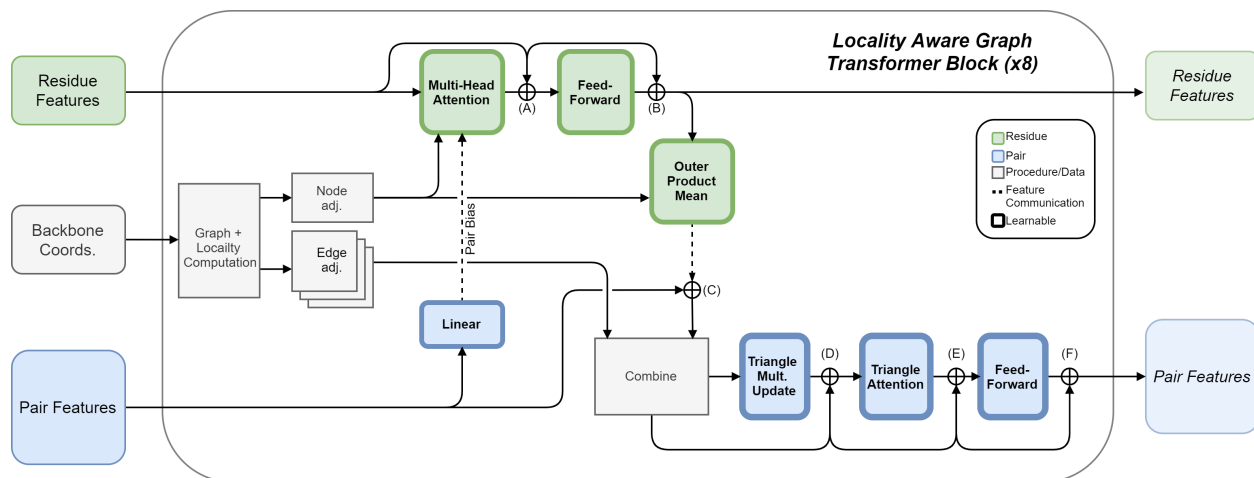 Locality Aware Graph
Transformer Block (x8)
Residue
Features
Multi-Head
Attention
(A)
Feed-
Forward
(B)
Residue
Features
Outer
Product
Mean
Residue
Pair
Procedure/Data
Feature
Communication
Learnable
Backbone
Coords.
Graph +
Locailty
Computation
Node
adj.
Edge
adj.
Pair Bias
Linear
(C)
Pair Features
Combine
Triangle
Mult.
Update
(D)
Triangle
Attention
(E)
Feed-
Forward
(F)
Pair Features